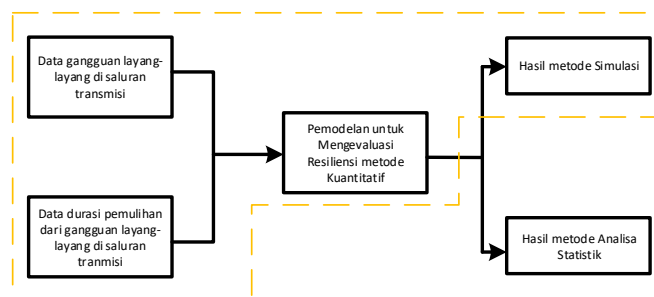 Data gangguan layang-
layang di saluran
transmisi
Data durasi pemulihan
dari gangguan layang-
layang di saluran
tranmisi
Pemodelan untuk
Mengevaluasi
Resiliensi metode
Kuantitatif
Hasil metode Simulasi
Hasil metode Analisa
Statistik